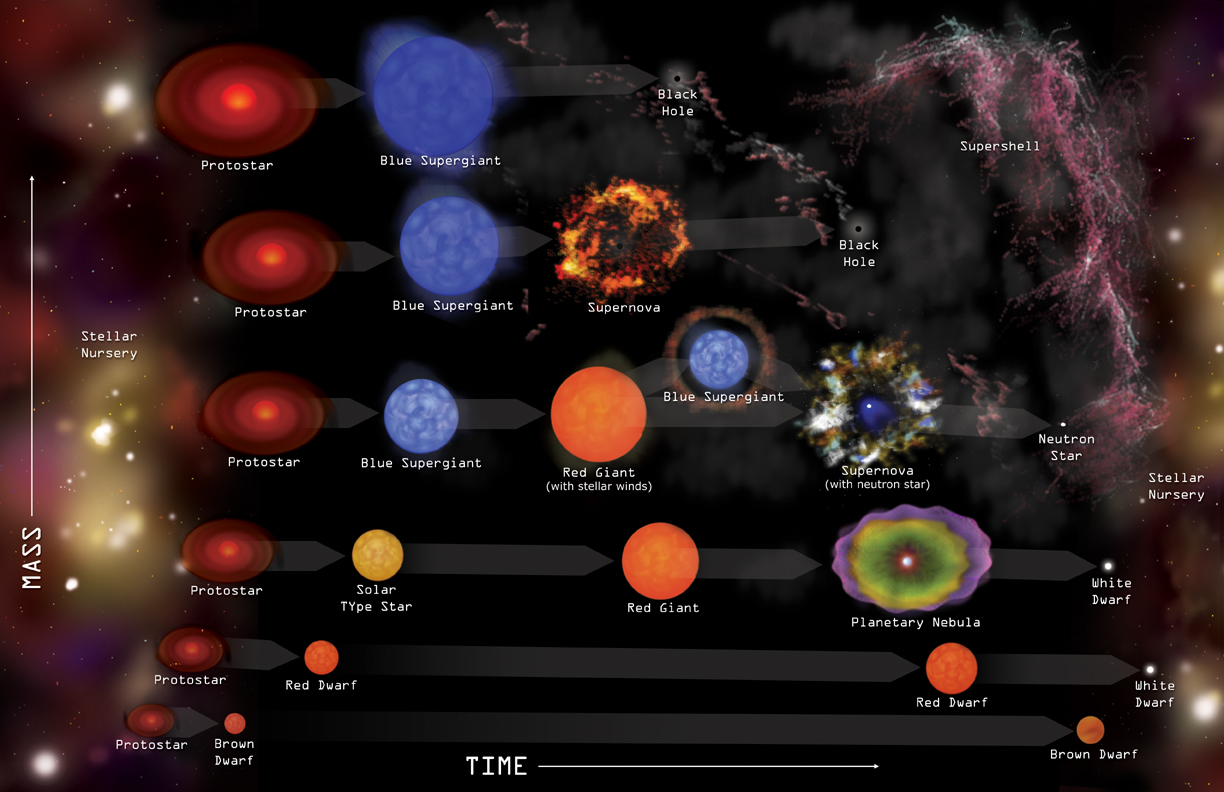 Protostar
Blue Supergiant
Black
Hole
Supershell
Protostar
Blue Supergiant
Supernova
Black
Hole
Stellar
Nursery
Protostar
Blue Supergiant
Red Giant
(with stellar winds)
Blue Supergiant
Supernova
(with neutron star)
Neutron
Star
Stellar
Nursery
MASS
Protostar
Solar
TYpe Star
Red Giant
Planetary Nebula
White
Dwarf
Protostar
Red Dwarf
Red Dwarf
White
Dwarf
Protostar
Brown
Dwarf
Brown Dwarf
TIME